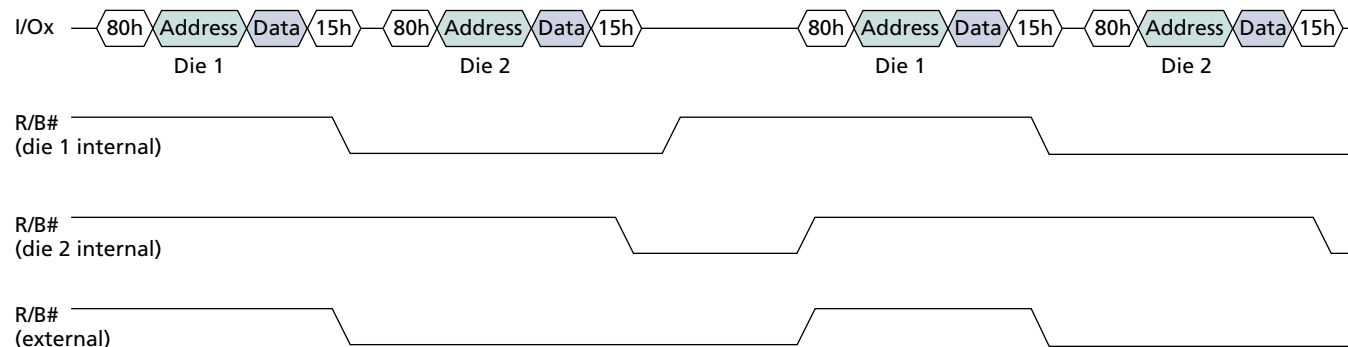 I/Ox 80h Address Data 15h 80h Address Data 15h 80h Address Data 15h 80h Address Data 15h
Die 1 Die 2 Die 1 Die 2
R/B#
(die 1 internal)
R/B#
(die 2 internal)
R/B#
(external)